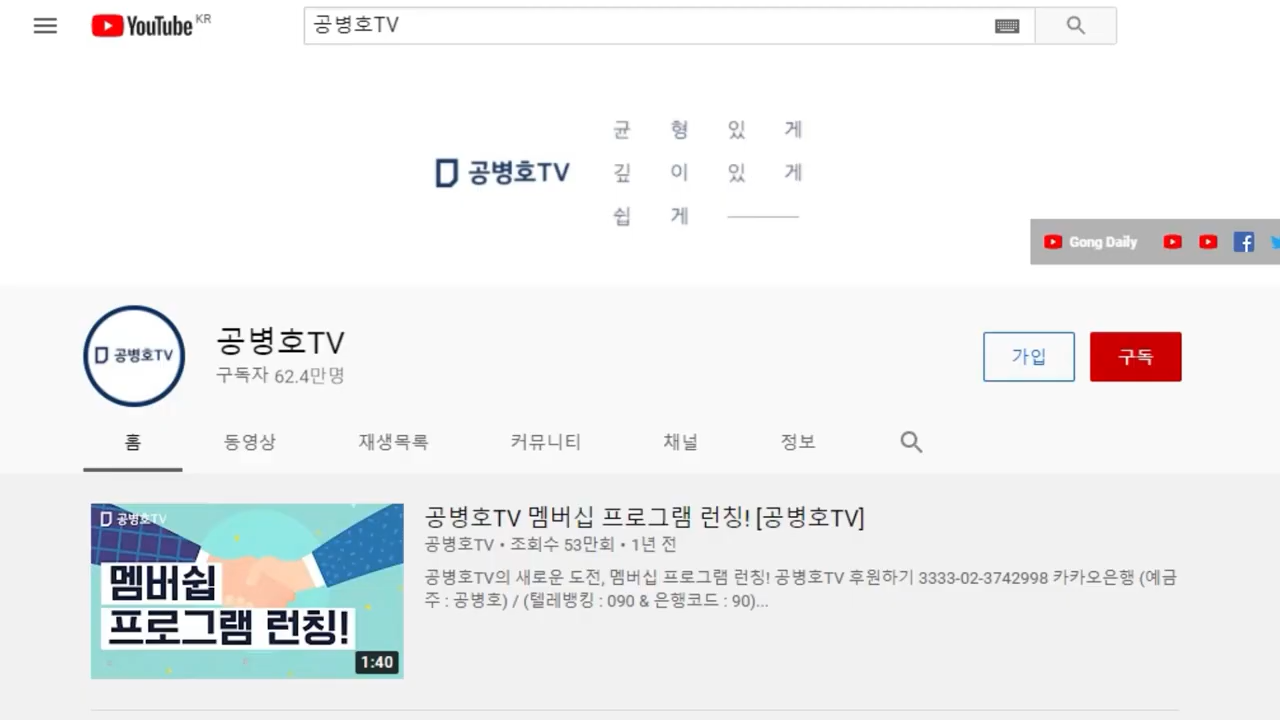 YouTube KR
공병호TV
균 형 있 게
공병호TV
깊 이 있 게
쉽 게
Gong Daily
공병호TV
공병호TV
구독자 62.4만명
가입
구독
홈
동영상
재생목록
커뮤니티
채널
정보
공병호TV
멤버쉽
프로그램 런칭!
1:40
공병호TV 멤버십 프로그램 런칭! [공병호TV]
공병호TV • 조회수 53만회 • 1년 전
공병호TV의 새로운 도전, 멤버십 프로그램 런칭! 공병호TV 후원하기 3333-02-3742998 카카오은행 (예금
주 : 공병호) / (텔레뱅킹 : 090 & 은행코드 : 90)...